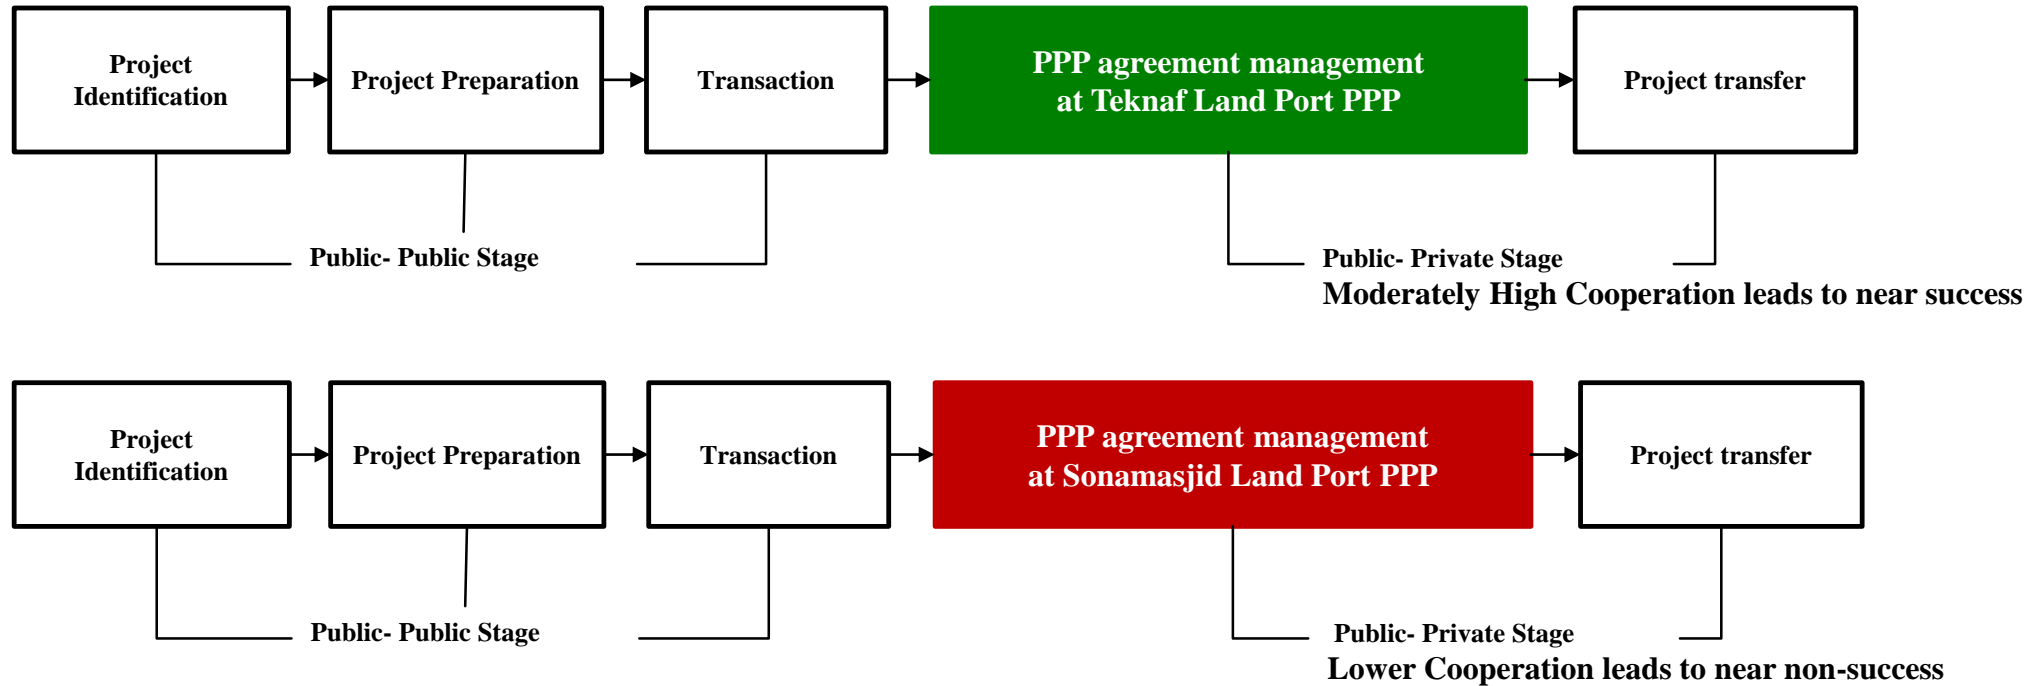 Project
Identification
Project Preparation
Transaction
PPP agreement management
at Teknaf Land Port PPP
Project transfer
Public- Public Stage
Public- Private Stage
Moderately High Cooperation leads to near success
Project
Identification
Project Preparation
Transaction
PPP agreement management
at Sonamasjid Land Port PPP
Project transfer
Public- Public Stage
Public- Private Stage
Lower Cooperation leads to near non-success